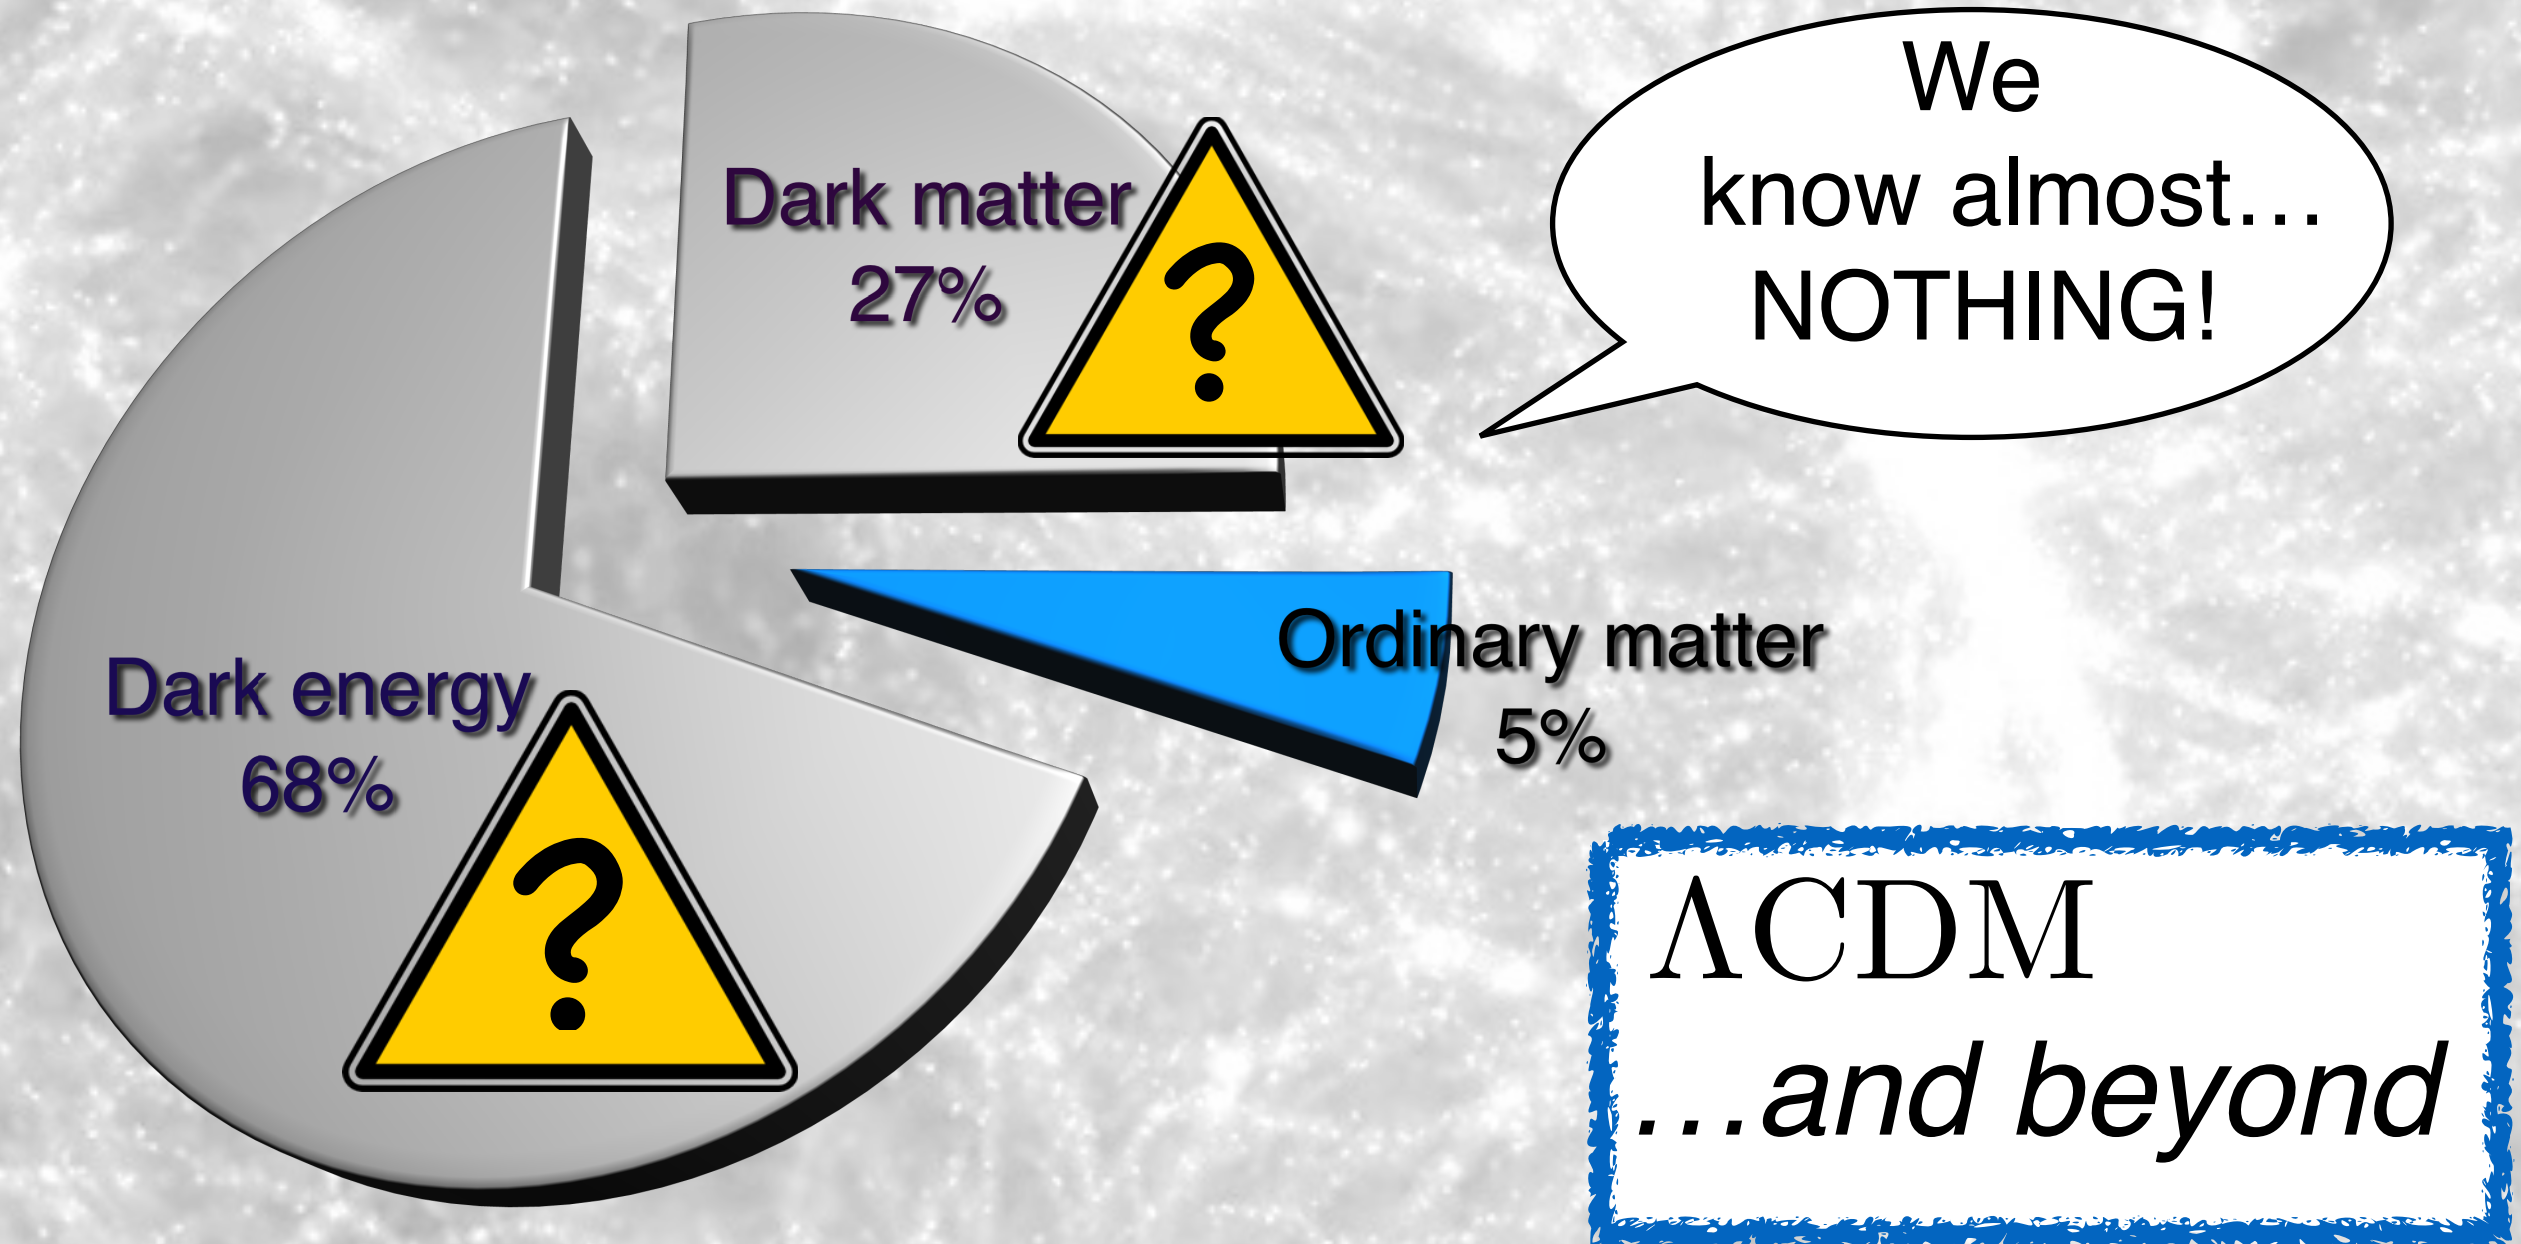 Dark matter
27%
?
We
know almost…
NOTHING!
Ordinary matter
5%
Dark energy
68%
?
ΛCDM
…and beyond